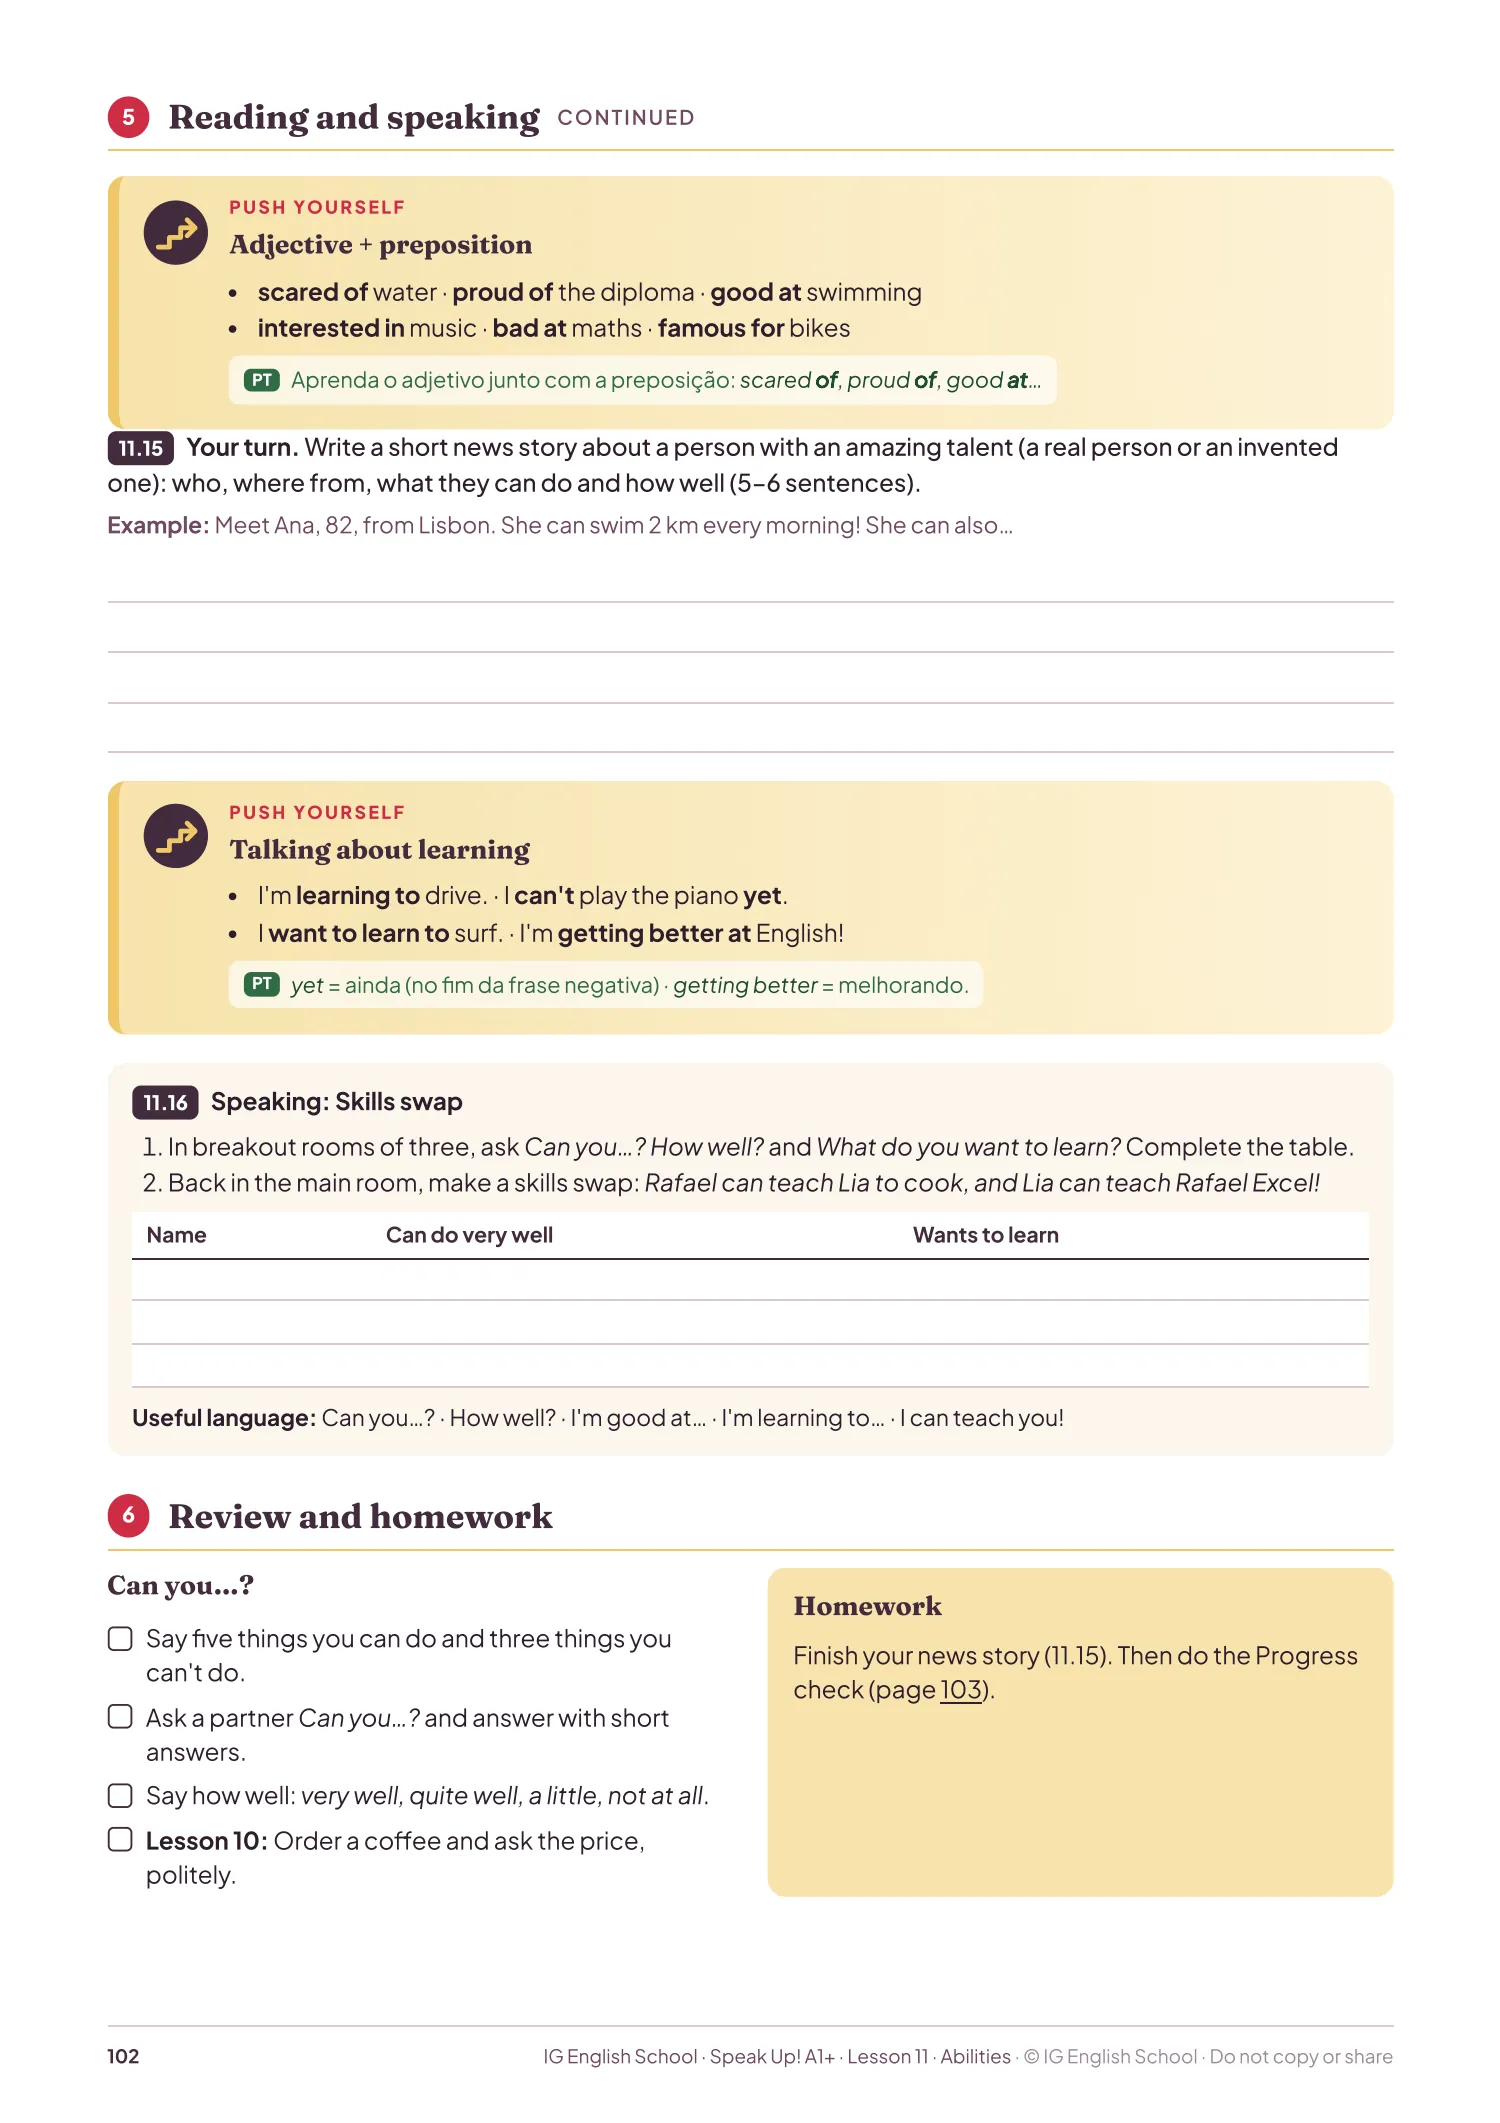 5 Reading and speaking CONTINUED
PUSH YOURSELF
Adjective + preposition
• scared of water · proud of the diploma · good at swimming
• interested in music · bad at maths · famous for bikes
PT Aprenda o adjetivo junto com a preposição: scared of, proud of, good at…
11.15 Your turn. Write a short news story about a person with an amazing talent (a real person or an invented
one): who, where from, what they can do and how well (5–6 sentences).
Example: Meet Ana, 82, from Lisbon. She can swim 2 km every morning! She can also…
PUSH YOURSELF
Talking about learning
• I'm learning to drive. · I can't play the piano yet.
• I want to learn to surf. · I'm getting better at English!
PT yet = ainda (no fim da frase negativa) · getting better = melhorando.
11.16 Speaking: Skills swap
1. In breakout rooms of three, ask Can you…? How well? and What do you want to learn? Complete the table.
2. Back in the main room, make a skills swap: Rafael can teach Lia to cook, and Lia can teach Rafael Excel!
Name Can do very well Wants to learn
Useful language: Can you…? · How well? · I'm good at… · I'm learning to… · I can teach you!
6 Review and homework
Can you…?
Say five things you can do and three things you
can't do.
Ask a partner Can you…? and answer with short
answers.
Say how well: very well, quite well, a little, not at all.
Lesson 10: Order a coffee and ask the price,
politely.
Homework
Finish your news story (11.15). Then do the Progress
check (page 103).
102 IG English School · Speak Up! A1+ · Lesson 11 · Abilities · © IG English School · Do not copy or share